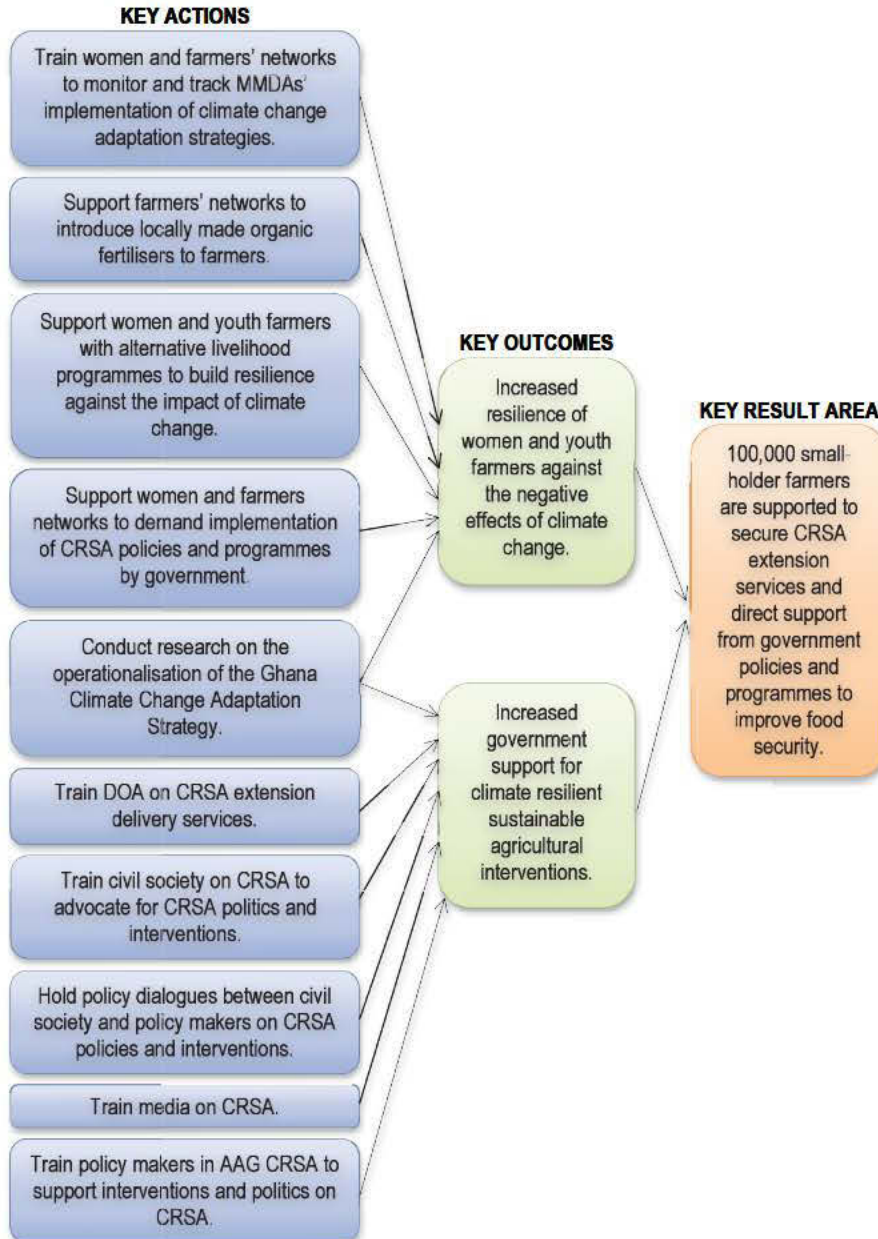 KEY ACTIONS
Train women and farmers' networks
to monitor and track MMDAs'
implementation of climate change
adaptation strategies.
Support farmers' networks to
introduce locally made organic
fertilisers to farmers.
Support women and youth farmers
with alternative livelihood
programmes to build resilience
against the impact of climate
change.
Support women and farmers
networks to demand implementation
of CRSA policies and programmes
by government.
Conduct research on the
operationalisation of the Ghana
Climate Change Adaptation
Strategy.
Train DOA on CRSA extension
delivery services.
Train civil society on CRSA to
advocate for CRSA politics and
interventions.
Hold policy dialogues between civil
society and policy makers on CRSA
policies and interventions.
Train media on CRSA.
Train policy makers in AAG CRSA to
support interventions and politics on
CRSA.
KEY OUTCOMES
Increased
resilience of
women and youth
farmers against
the negative
effects of climate
change.
Increased
government
support for
climate resilient
sustainable
agricultural
interventions.
KEY RESULT AREA
100,000 small-
holder farmers
are supported to
secure CRSA
extension
services and
direct support
from government
policies and
programmes to
improve food
security.